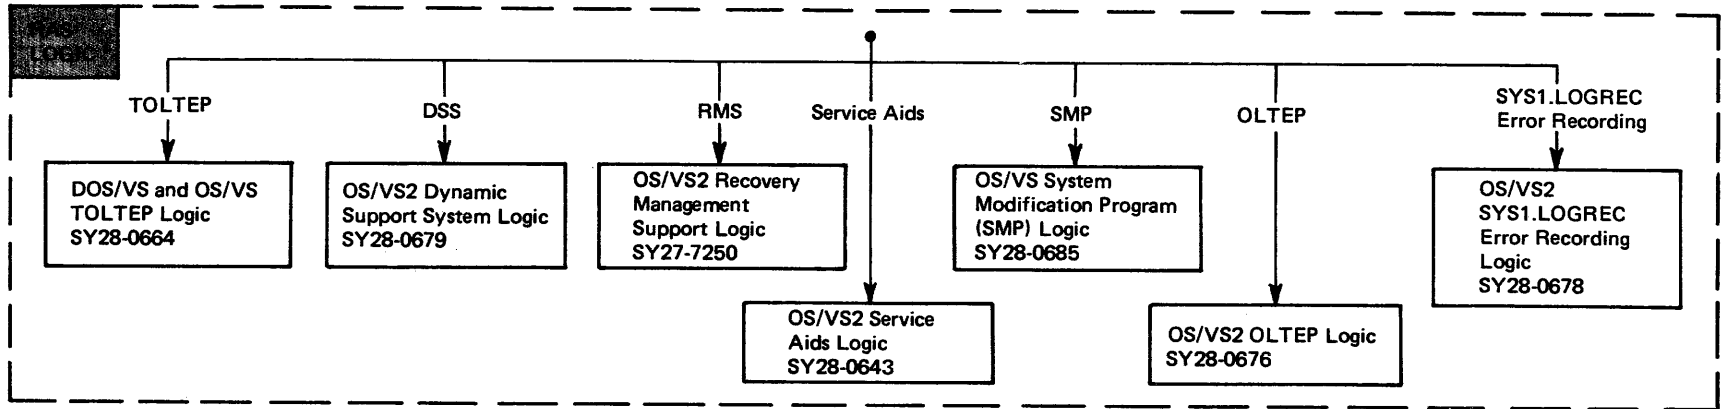 LOGIC
TOLTEP
DSS
RMS
Service Aids
SMP
OLTEP
SYS1.LOGREC
Error Recording
DOS/VS and OS/VS
TOLTEP Logic
SY28-0664
OS/VS2 Dynamic
Support System Logic
SY28-0679
OS/VS2 Recovery
Management
Support Logic
SY27-7250
OS/VS2 Service
Aids Logic
SY28-0643
OS/VS System
Modification Program
(SMP) Logic
SY28-0685
OS/VS2 OLTEP Logic
SY28-0676
OS/VS2
SYS1.LOGREC
Error Recording
Logic
SY28-0678